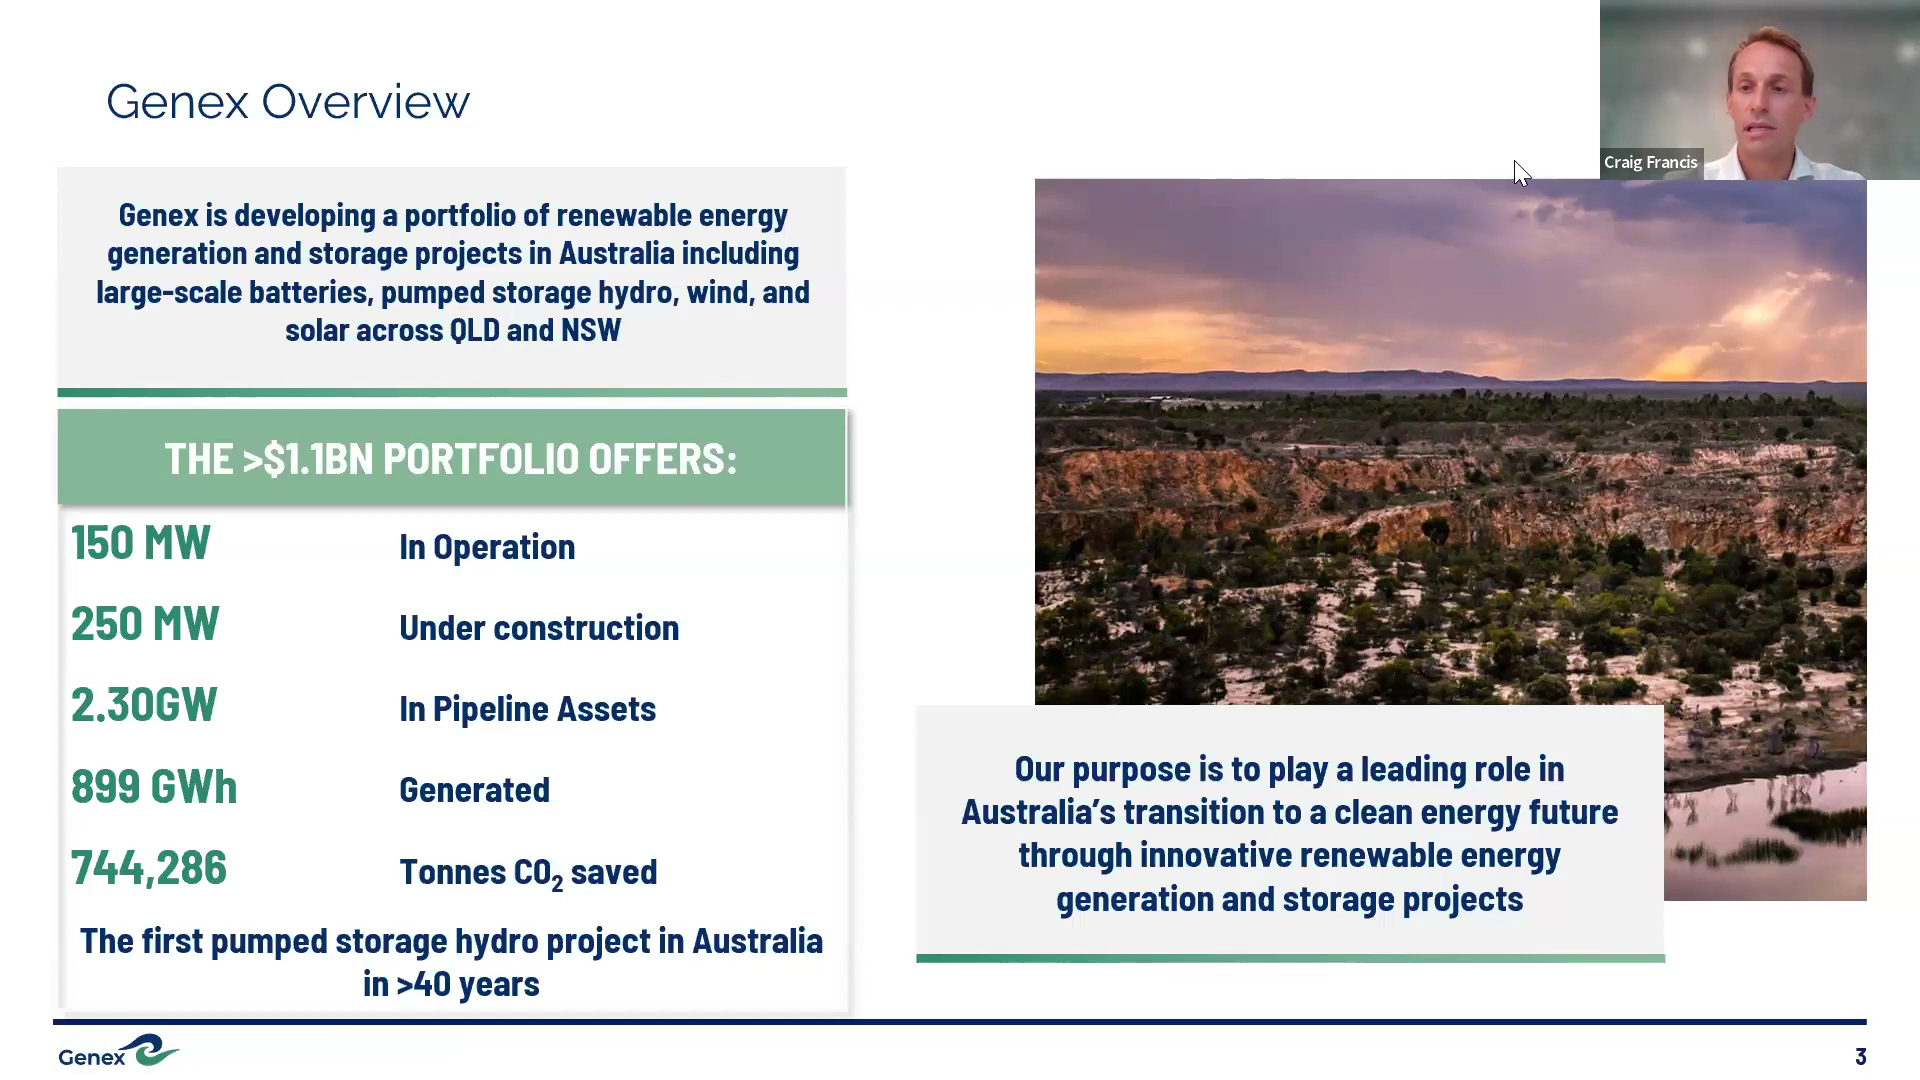 Genex Overview
Craig Francis
Genex is developing a portfolio of renewable energy
generation and storage projects in Australia including
large-scale batteries, pumped storage hydro, wind, and
solar across QLD and NSW
THE >$1.1BN PORTFOLIO OFFERS:
150 MW In Operation
250 MW Under construction
2.30GW In Pipeline Assets
899 GWh Generated
744,286 Tonnes CO₂ saved
The first pumped storage hydro project in Australia
in >40 years
Our purpose is to play a leading role in
Australia’s transition to a clean energy future
through innovative renewable energy
generation and storage projects
Genex
3